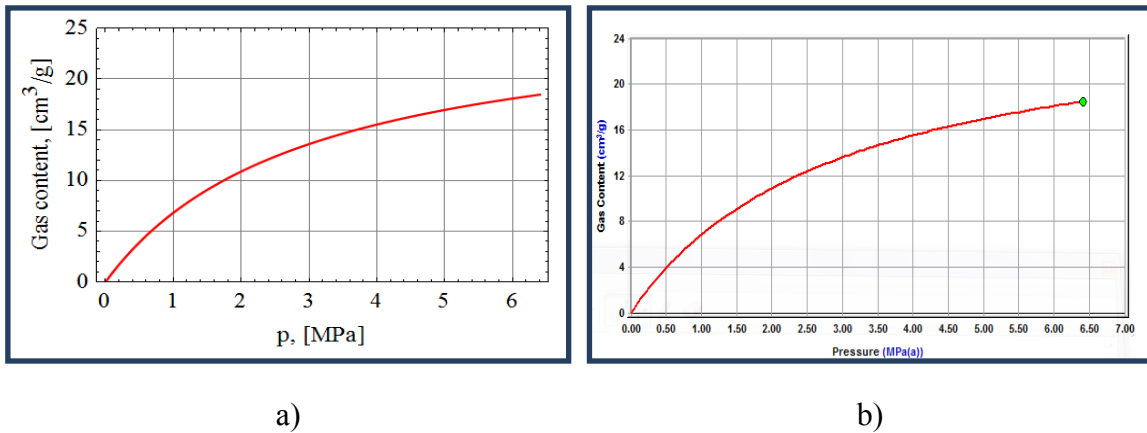 25
20
15
10
5
0
Gas content, [cm³/g]
0 1 2 3 4 5 6
p, [MPa]
24
20
16
12
8
4
0
Gas Content (cm³/g)
0.00 0.50 1.00 1.50 2.00 2.50 3.00 3.50 4.00 4.50 5.00 5.50 6.00 6.50 7.00
Pressure (MPa(a))
a) b)